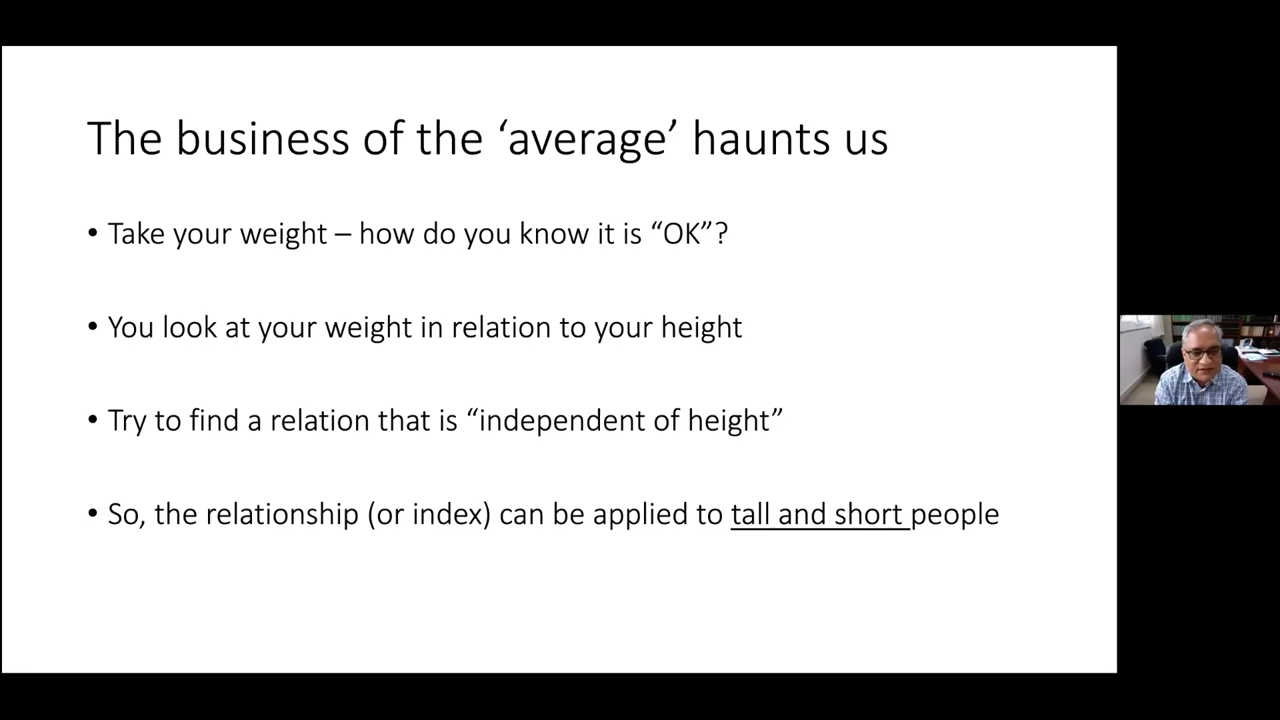 The business of the ‘average’ haunts us
• Take your weight – how do you know it is “OK”?
• You look at your weight in relation to your height
• Try to find a relation that is “independent of height”
• So, the relationship (or index) can be applied to tall and short people